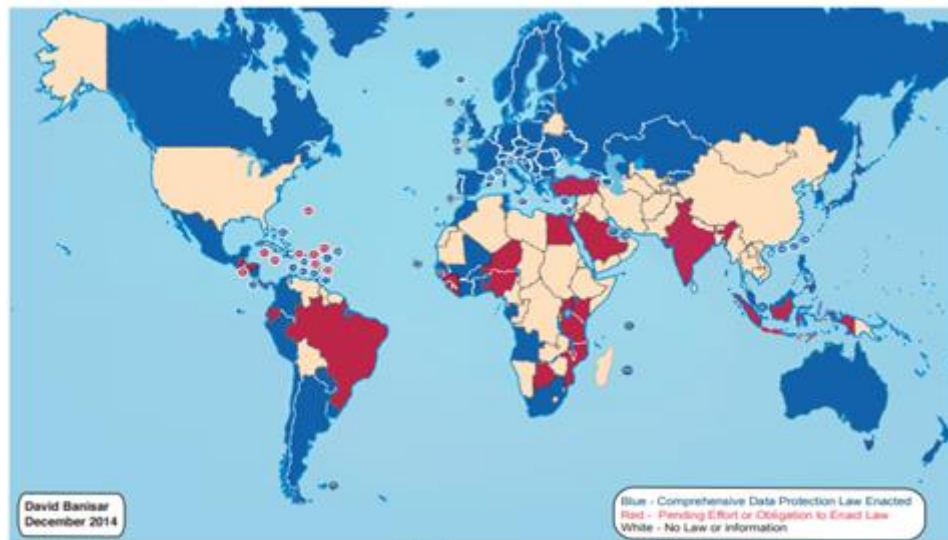 David Banisar
December 2014
Blue - Comprehensive Data Protection Law Enacted
Red - Pending Effort or Obligation to Enact Law
White - No Law or information